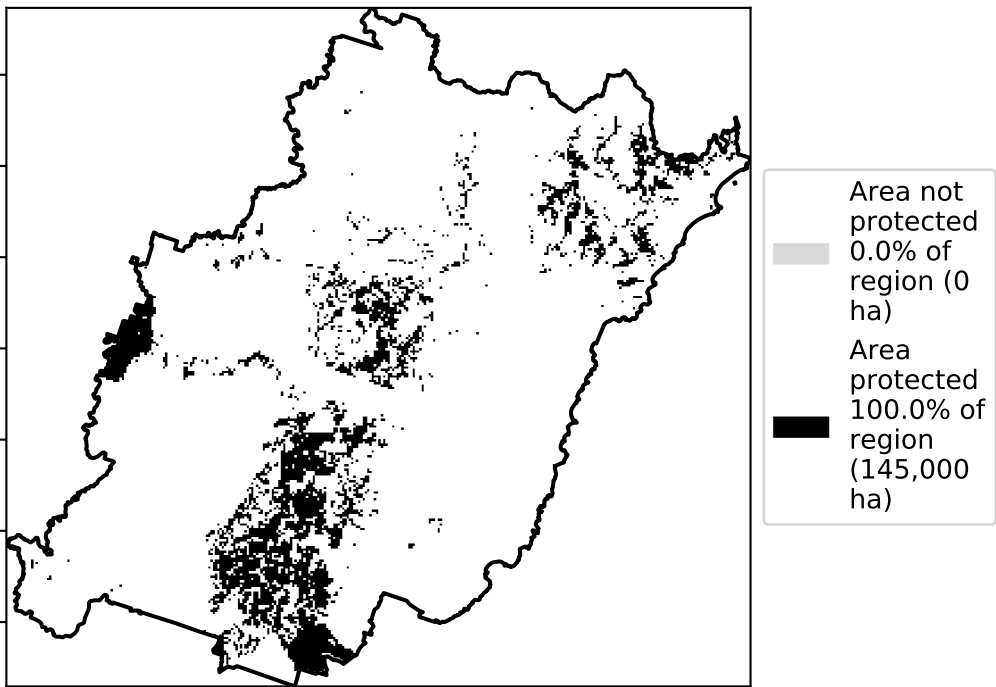 Area not
protected
0.0% of
region (0
ha)
Area
protected
100.0% of
region
(145,000
ha)